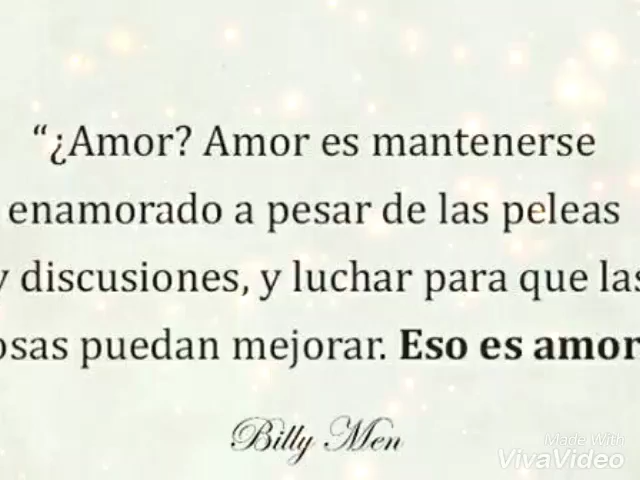 “¿Amor? Amor es mantenerse
enamorado a pesar de las peleas
y discusiones, y luchar para que las
osas puedan mejorar. Eso es amor
Billy Men
Made With
VivaVideo